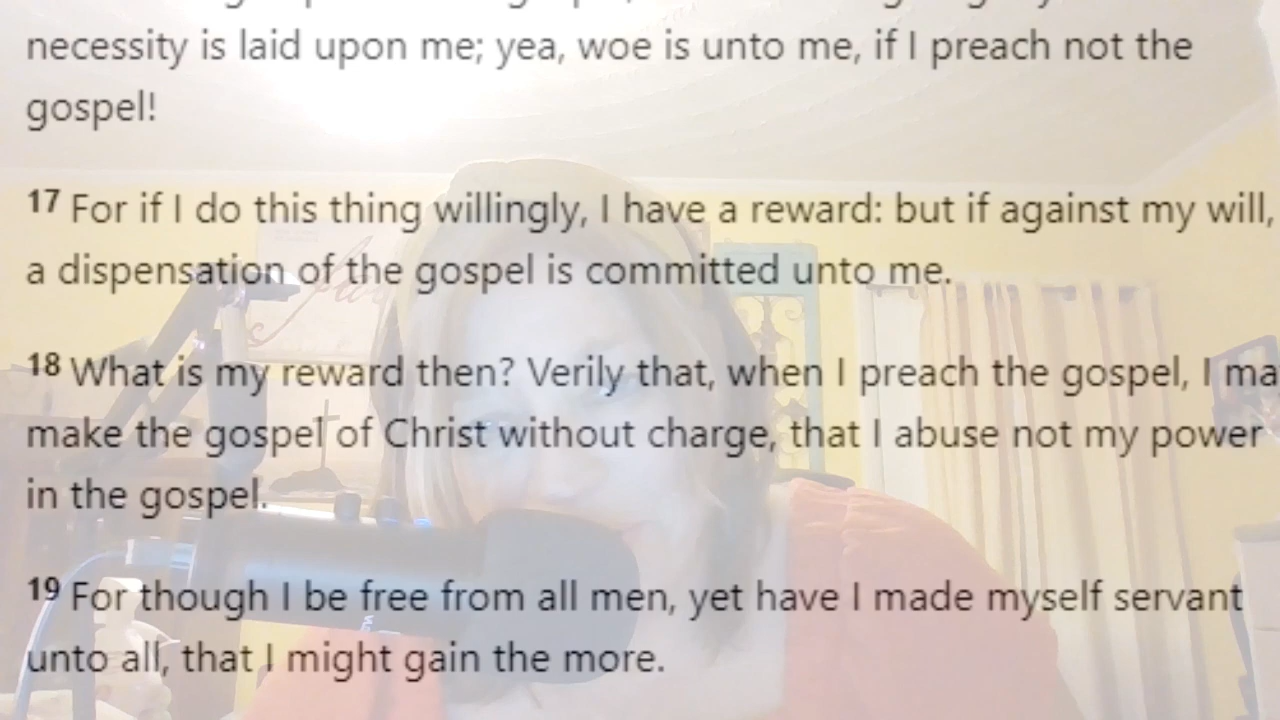 necessity is laid upon me; yea, woe is unto me, if I preach not the
gospel!
17 For if I do this thing willingly, I have a reward: but if against my will,
a dispensation of the gospel is committed unto me.
18 What is my reward then? Verily that, when I preach the gospel, I ma
make the gospel of Christ without charge, that I abuse not my power
in the gospel.
19 For though I be free from all men, yet have I made myself servant
unto all, that I might gain the more.